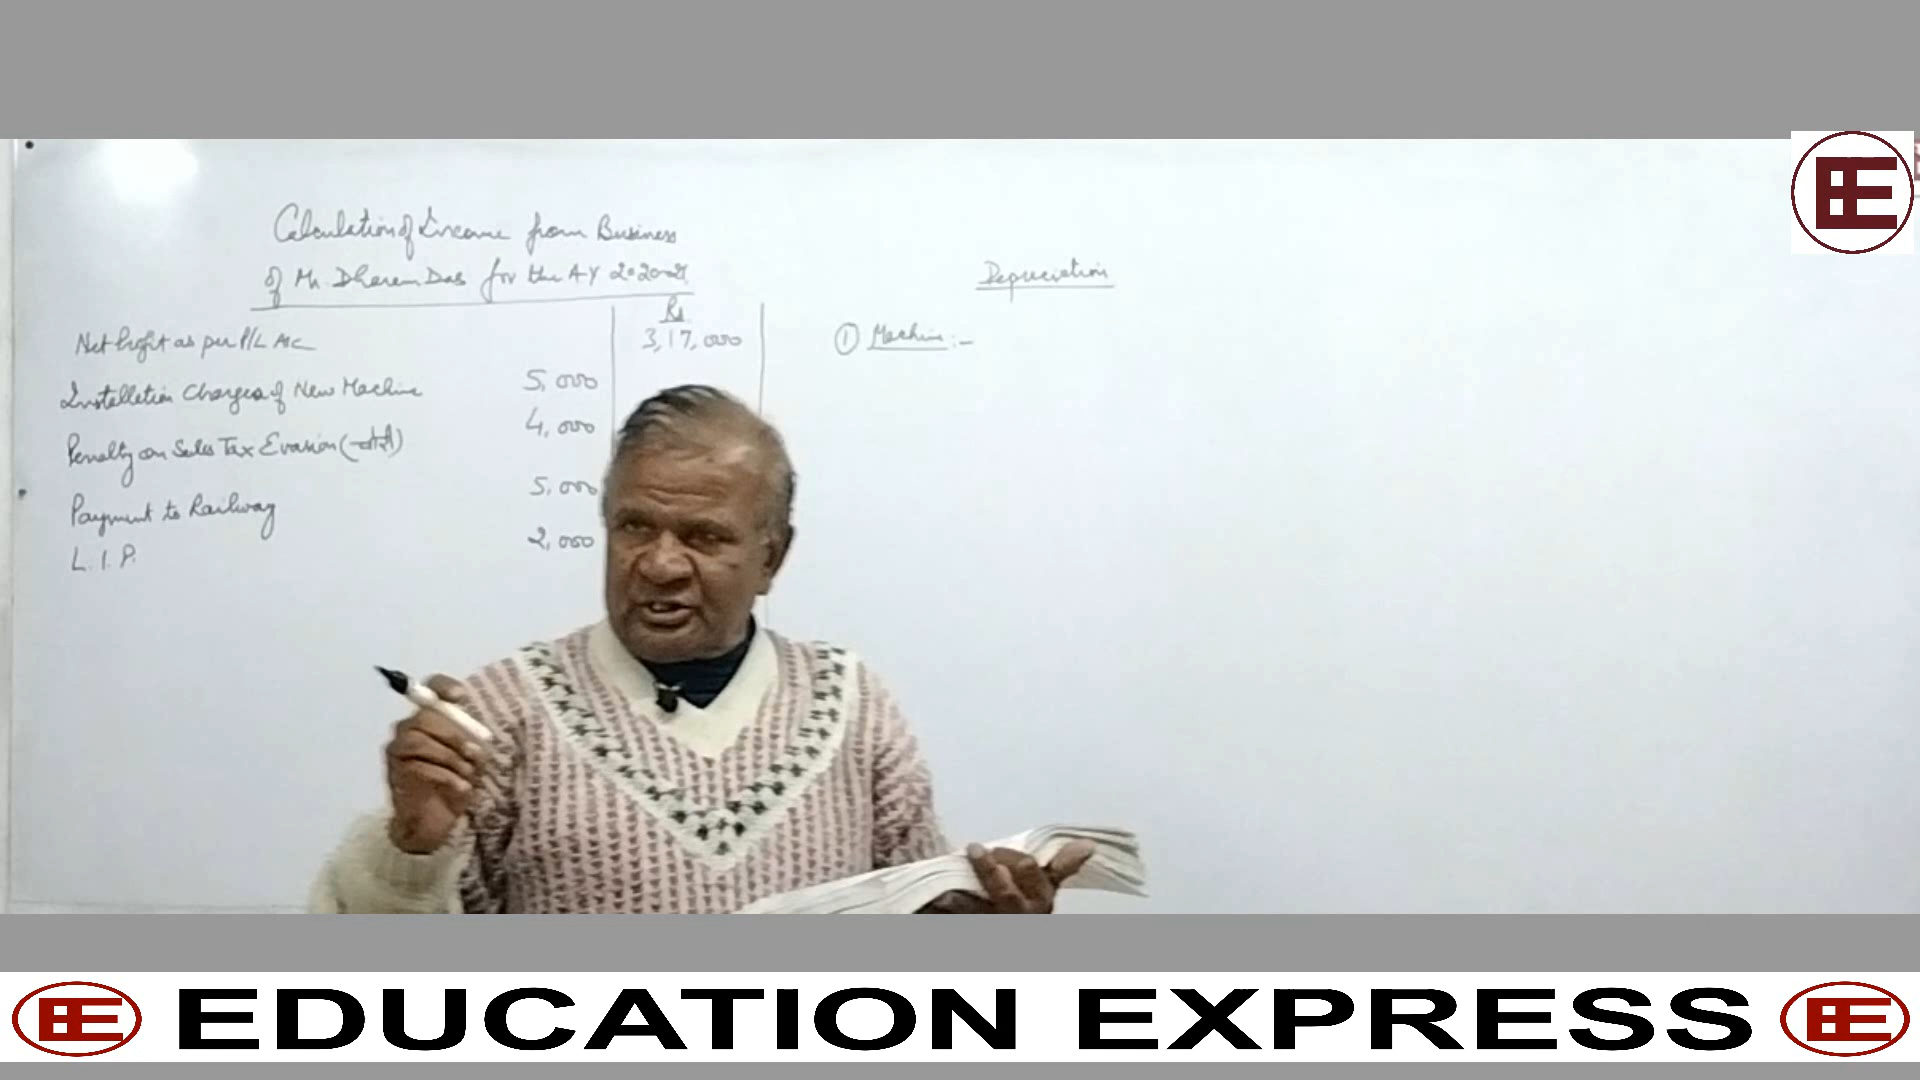 Calculation of Income from Business
of Mr. Dharam Das for the A.Y 2020-21
Rs
Net Profit as per P/L A/C 3,17,000
Installation Charges of New Machine 5,000
Penalty on Sales Tax Evasion (चोरी) 4,000
Payment to Railway 5,000
L.I.P. 2,000
Depreciation
① Machine:-
EDUCATION EXPRESS